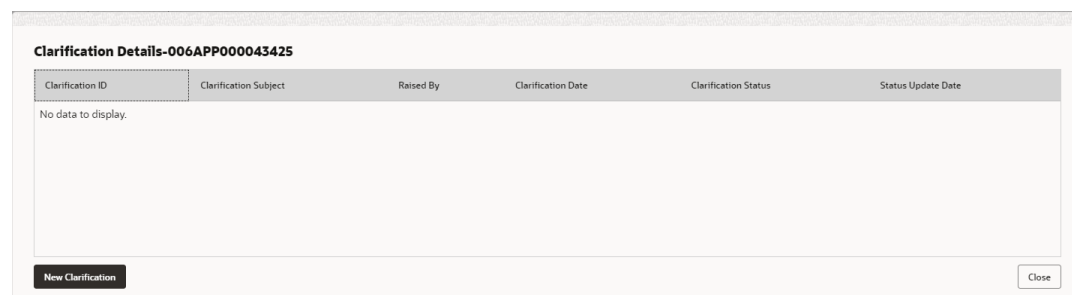 Clarification Details-006APP000043425
Clarification ID Clarification Subject Raised By Clarification Date Clarification Status Status Update Date
No data to display.
New Clarification Close